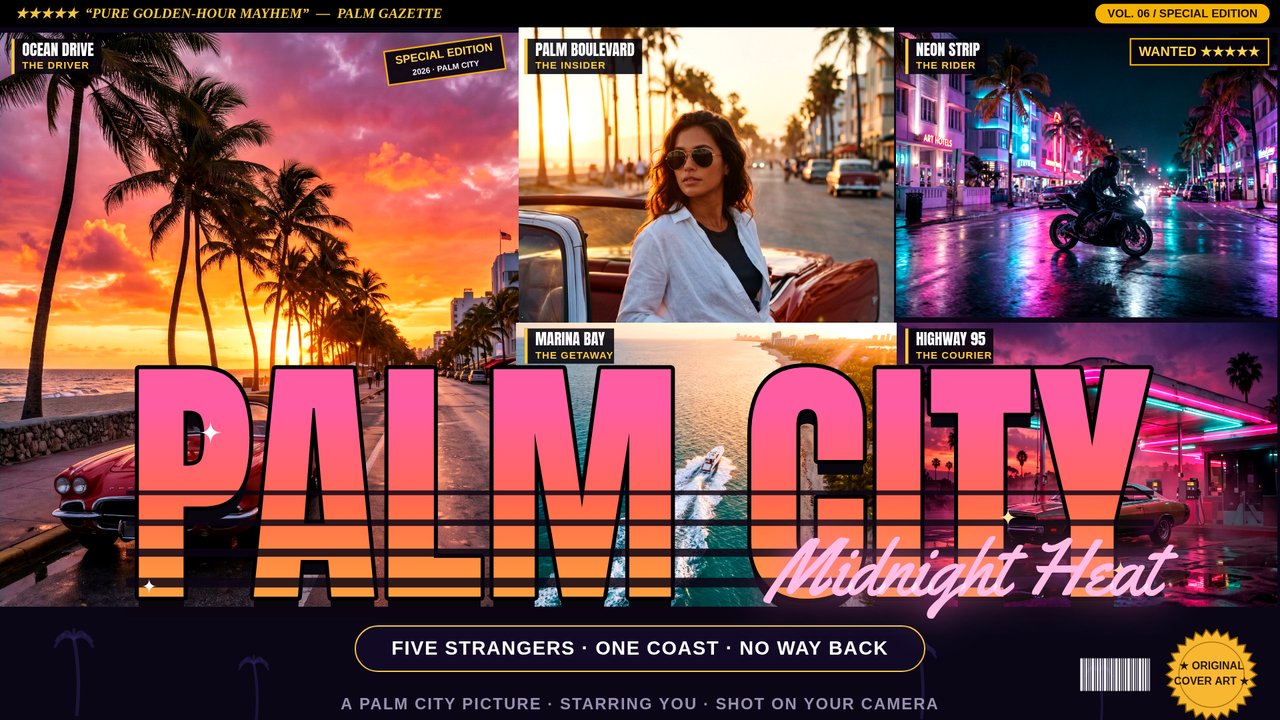 ★★★★★ “PURE GOLDEN-HOUR MAYHEM” — PALM GAZETTE
VOL. 06 / SPECIAL EDITION
OCEAN DRIVE
THE DRIVER
SPECIAL EDITION
2026 · PALM CITY
PALM BOULEVARD
THE INSIDER
NEON STRIP
THE RIDER
WANTED ★★★★★
ART HOTELS
MARINA BAY
THE GETAWAY
HIGHWAY 95
THE COURIER
PALM CITY
Midnight Heat
FIVE STRANGERS · ONE COAST · NO WAY BACK
★ ORIGINAL
COVER ART ★
A PALM CITY PICTURE · STARRING YOU · SHOT ON YOUR CAMERA